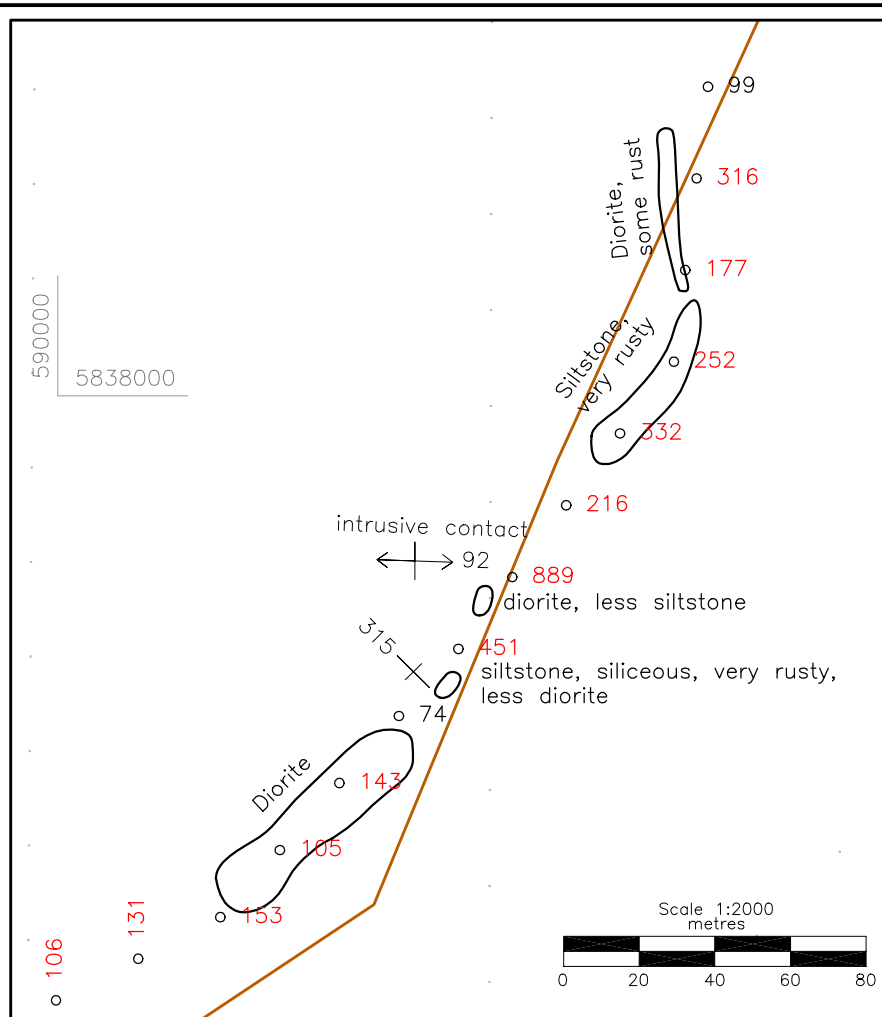 99
316
Diorite,
some rust
177
590000
5838000
Siltstone,
very rusty
252
332
216
intrusive contact
92
889
diorite, less siltstone
315
451
siltstone, siliceous, very rusty,
less diorite
74
Diorite
143
105
153
131
106
Scale 1:2000
metres
0 20 40 60 80